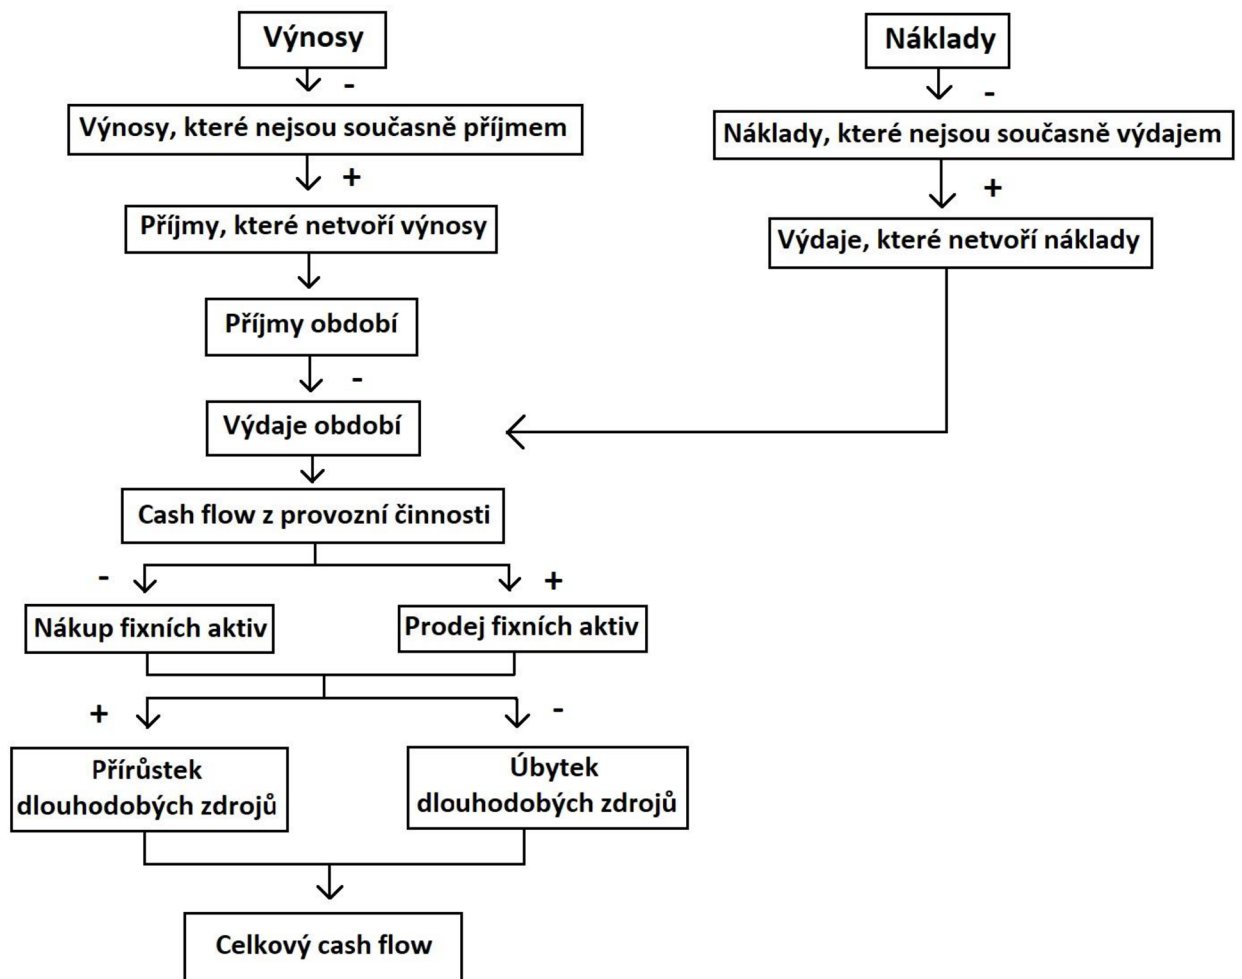 Výnosy
Náklady
-
-
Výnosy, které nejsou současně příjmem
Náklady, které nejsou současně výdajem
+
+
Příjmy, které netvoří výnosy
Výdaje, které netvoří náklady
Příjmy období
-
Výdaje období
Cash flow z provozní činnosti
-
+
Nákup fixních aktiv
Prodej fixních aktiv
+
-
Přírůstek
dlouhodobých zdrojů
Úbytek
dlouhodobých zdrojů
Celkový cash flow